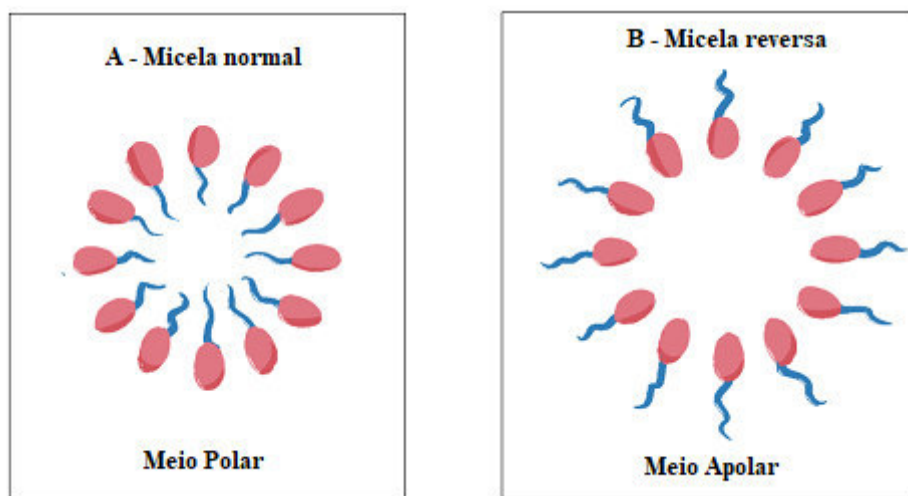 A - Micela normal
Meio Polar
B - Micela reversa
Meio Apolar